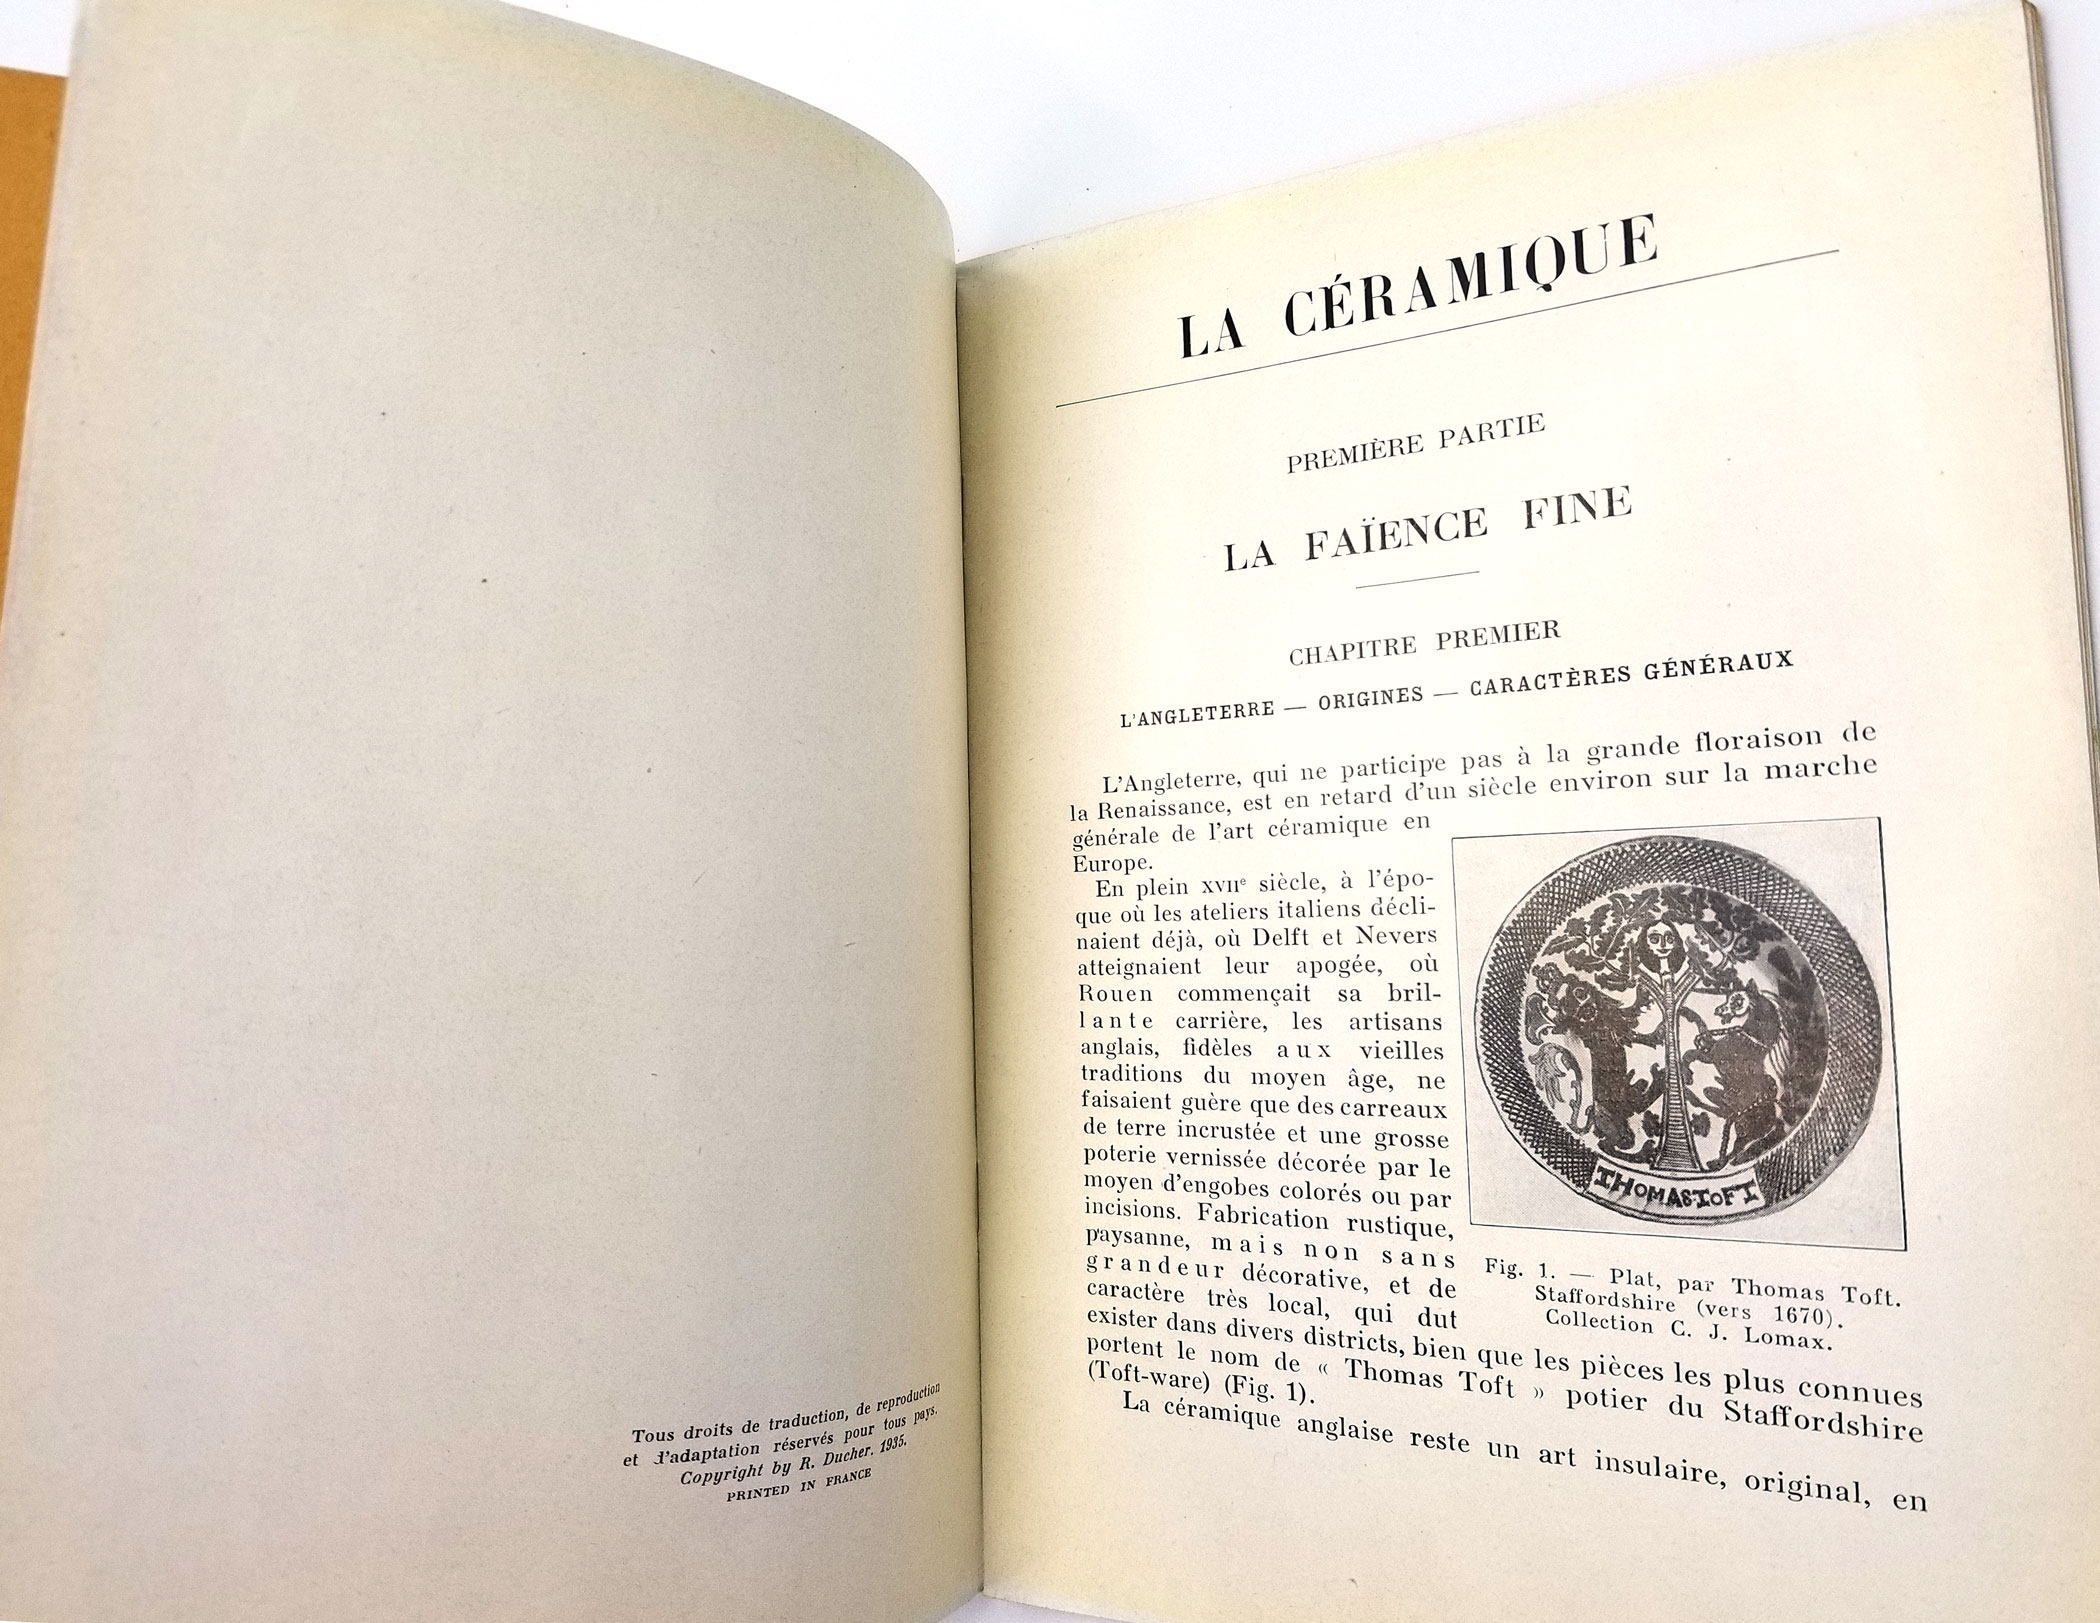 Tous droits de traduction, de reproduction
et d'adaptation réservés pour tous pays.
Copyright by R. Ducher, 1935.
PRINTED IN FRANCE
LA CÉRAMIQUE
PREMIÈRE PARTIE
LA FAÏENCE FINE
CHAPITRE PREMIER
L'ANGLETERRE — ORIGINES — CARACTÈRES GÉNÉRAUX
L'Angleterre, qui ne participe pas à la grande floraison de
la Renaissance, est en retard d'un siècle environ sur la marche
générale de l'art céramique en
Europe.
En plein XVIIe siècle, à l'épo-
que où les ateliers italiens décli-
naient déjà, où Delft et Nevers
atteignaient leur apogée, où
Rouen commençait sa bril-
lante carrière, les artisans
anglais, fidèles aux vieilles
traditions du moyen âge, ne
faisaient guère que des carreaux
de terre incrustée et une grosse
poterie vernissée décorée par le
moyen d'engobes colorés ou par
incisions. Fabrication rustique,
paysanne, mais non sans
grandeur décorative, et de
caractère très local, qui dut
exister dans divers districts, bien que les pièces les plus connues
portent le nom de « Thomas Toft » potier du Staffordshire
(Toft-ware) (Fig. 1).
La céramique anglaise reste un art insulaire, original, en
THOMAS·TOFT
Fig. 1. — Plat, par Thomas Toft.
Staffordshire (vers 1670).
Collection C. J. Lomax.